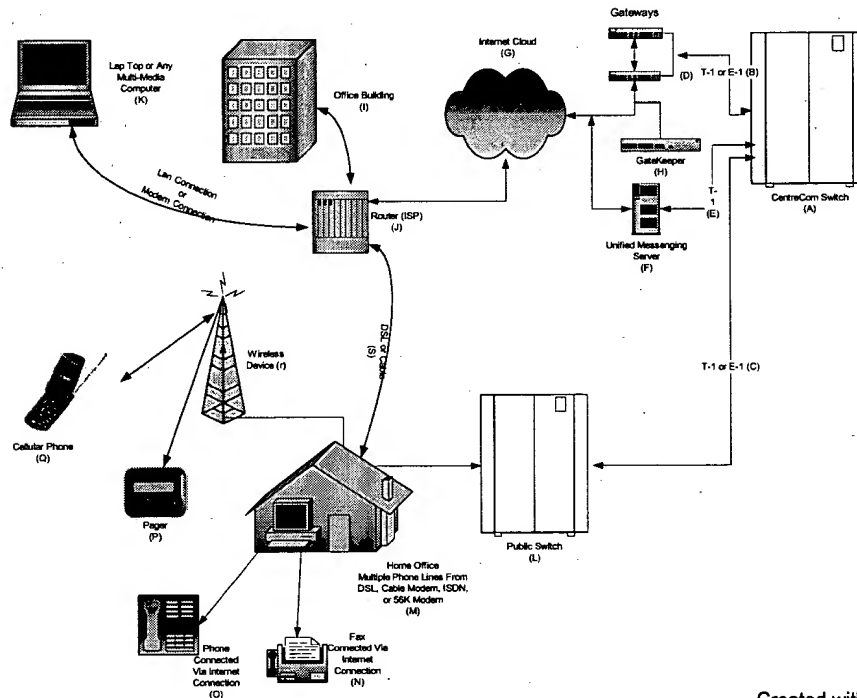 Gateways
Internet Cloud
(G)
Lap Top or Any
Multi-Media
Computer
(K)
Office Building
(I)
T-1 or E-1 (B)
(D)
GateKeeper
(H)
T-
1
(E)
CentreCom Switch
(A)
Lan Connection
or
Modem Connection
Router (ISP)
(J)
Unified Messenging
Server
(F)
DSL or Cable
(S)
Wireless
Device (r)
T-1 or E-1 (C)
Cellular Phone
(Q)
Pager
(P)
Public Switch
(L)
Home Office
Multiple Phone Lines From
DSL, Cable Modem, ISDN,
or 56K Modem
(M)
Phone
Connected
Via Internet
Connection
(O)
Fax
Connected Via
Internet
Connection
(N)
Created wit